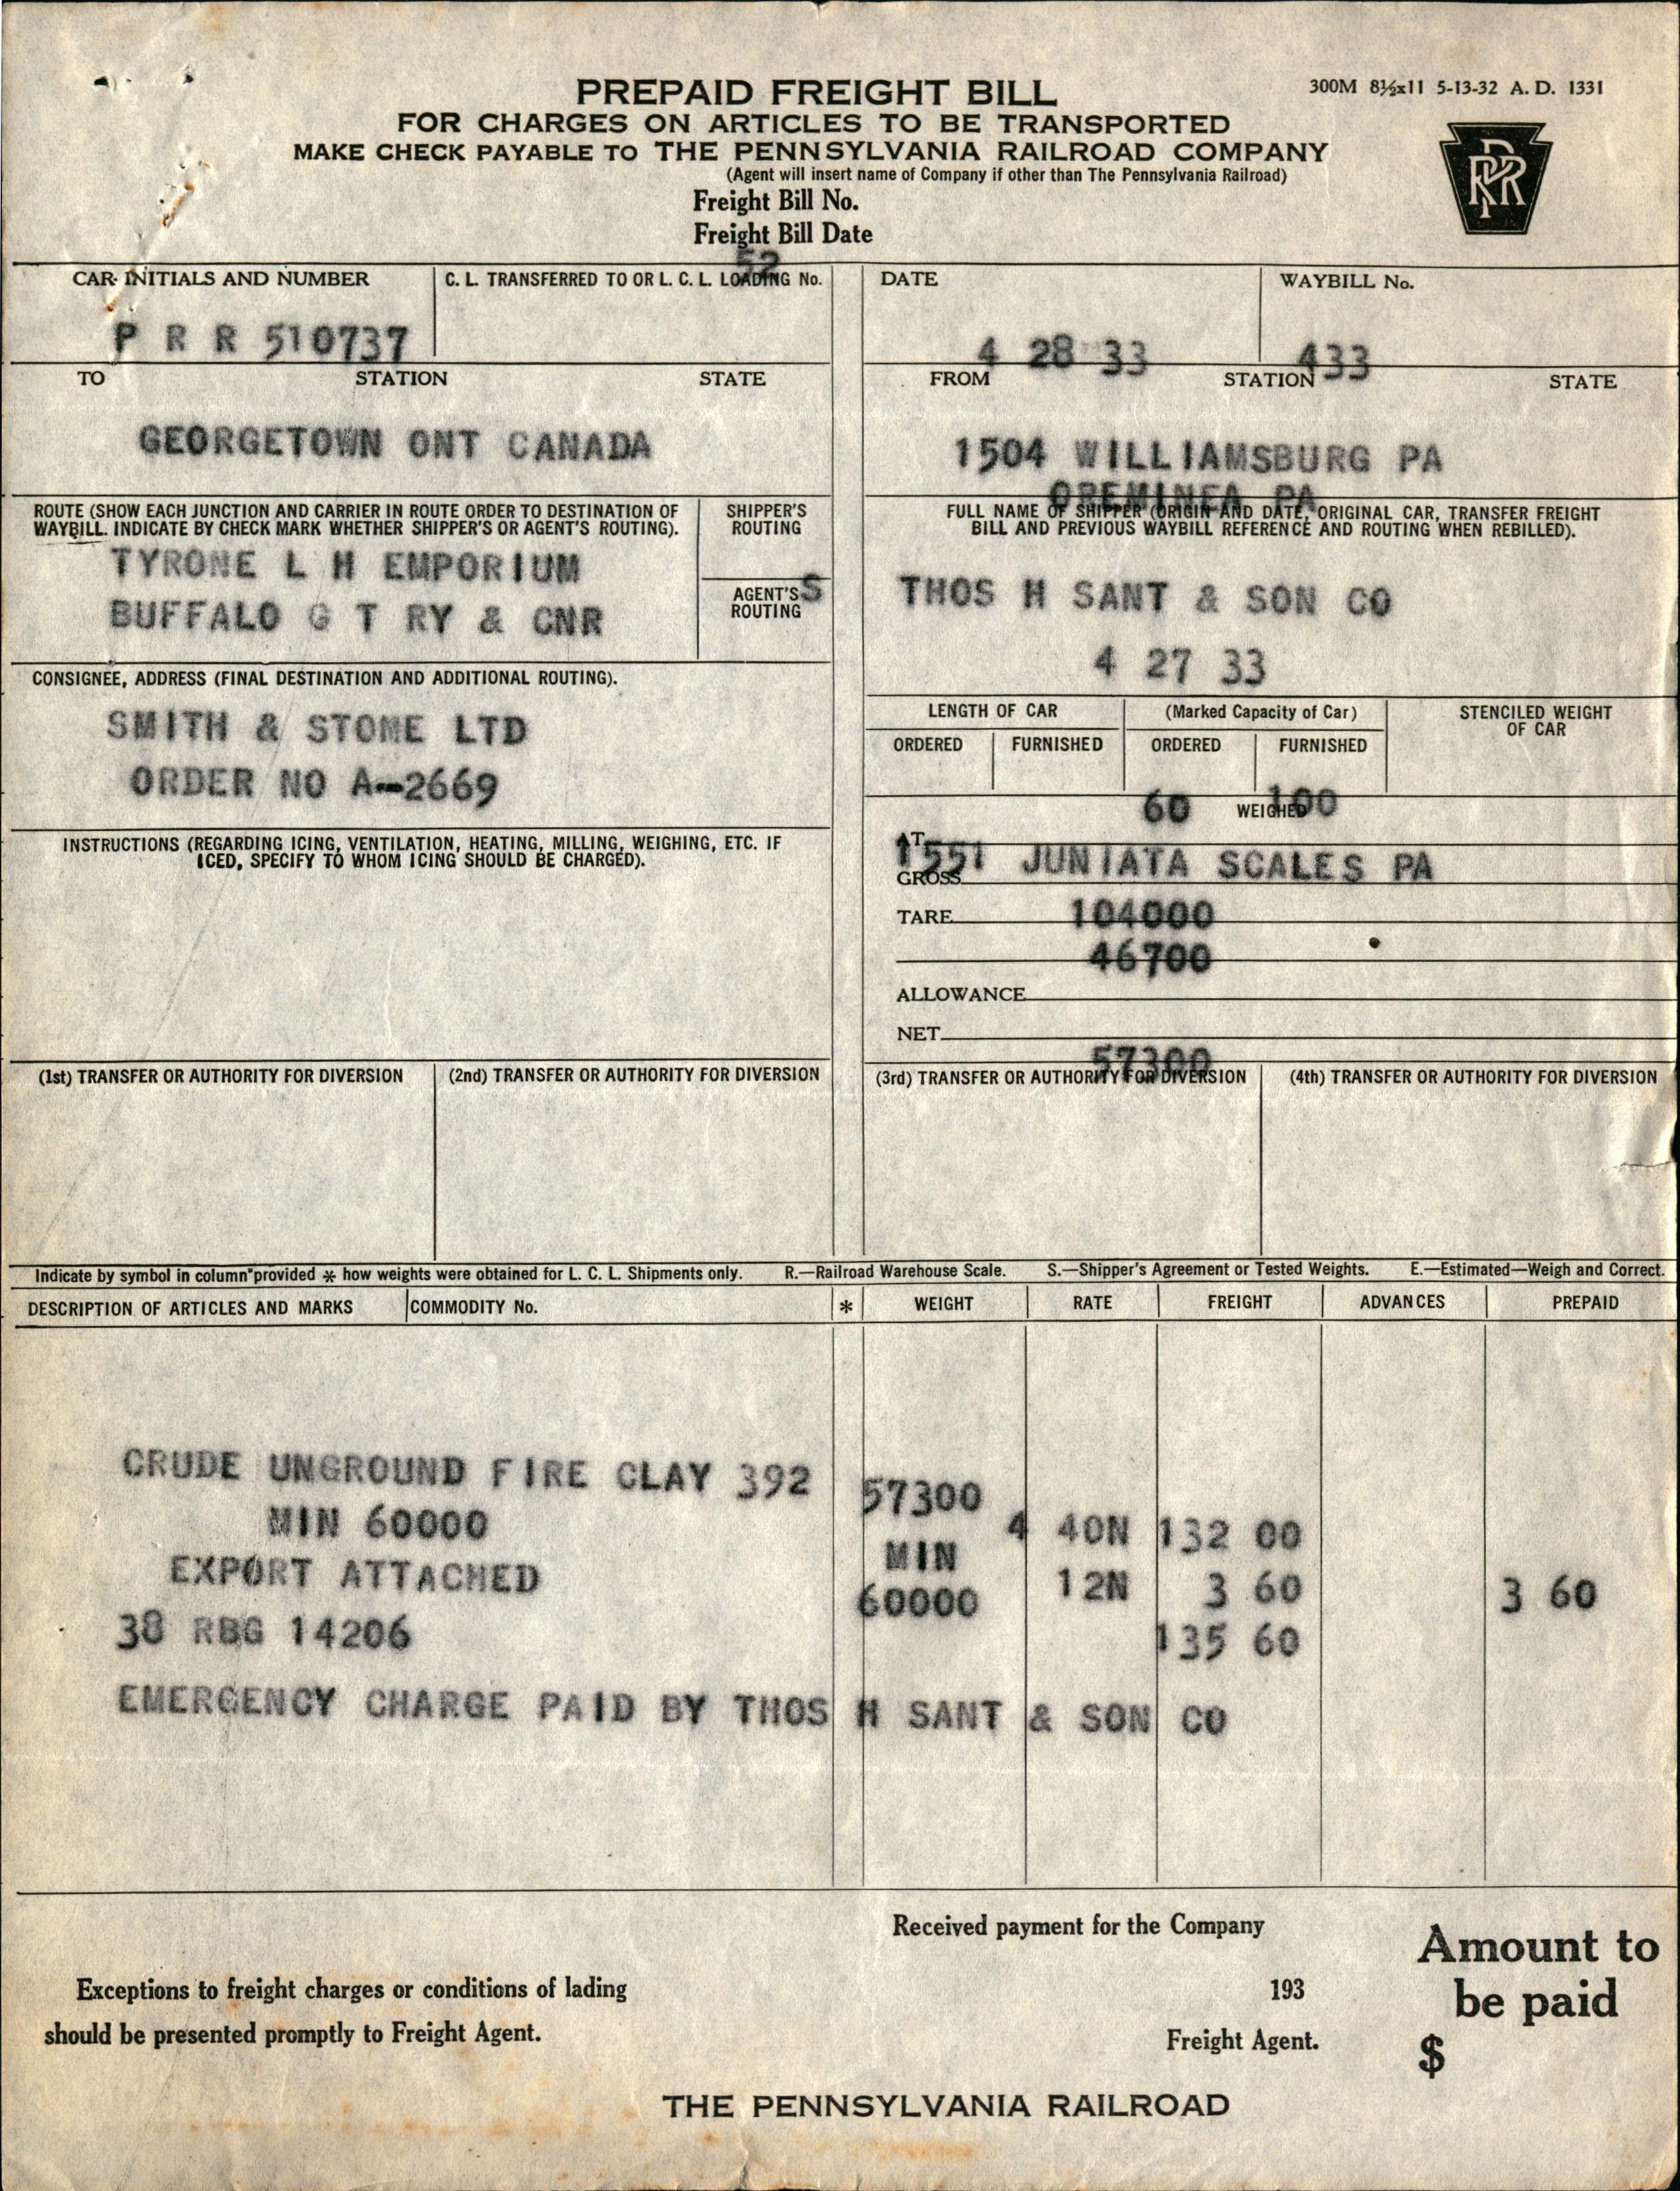 PREPAID FREIGHT BILL
300M 8½x11 5-13-32 A. D. 1331
FOR CHARGES ON ARTICLES TO BE TRANSPORTED
MAKE CHECK PAYABLE TO THE PENNSYLVANIA RAILROAD COMPANY
(Agent will insert name of Company if other than The Pennsylvania Railroad)
PRR
Freight Bill No.
Freight Bill Date
52
CAR INITIALS AND NUMBER
C. L. TRANSFERRED TO OR L. C. L. LOADING No.
DATE
WAYBILL No.
P R R 510737
4 28 33
433
TO STATION STATE
FROM STATION STATE
GEORGETOWN ONT CANADA
1504 WILLIAMSBURG PA
OREMINEA PA
ROUTE (SHOW EACH JUNCTION AND CARRIER IN ROUTE ORDER TO DESTINATION OF
WAYBILL. INDICATE BY CHECK MARK WHETHER SHIPPER'S OR AGENT'S ROUTING).
SHIPPER'S
ROUTING
FULL NAME OF SHIPPER (ORIGIN AND DATE, ORIGINAL CAR, TRANSFER FREIGHT
BILL AND PREVIOUS WAYBILL REFERENCE AND ROUTING WHEN REBILLED).
TYRONE L H EMPORIUM
BUFFALO G T RY & CNR
AGENT'S S
ROUTING
THOS H SANT & SON CO
4 27 33
CONSIGNEE, ADDRESS (FINAL DESTINATION AND ADDITIONAL ROUTING).
SMITH & STONE LTD
ORDER NO A-2669
LENGTH OF CAR
(Marked Capacity of Car)
STENCILED WEIGHT
OF CAR
ORDERED FURNISHED ORDERED FURNISHED
60 WEIGHED 100
INSTRUCTIONS (REGARDING ICING, VENTILATION, HEATING, MILLING, WEIGHING, ETC. IF
ICED, SPECIFY TO WHOM ICING SHOULD BE CHARGED).
AT
1551 JUNIATA SCALES PA
GROSS
TARE 104000
46700
ALLOWANCE
NET
57300
(1st) TRANSFER OR AUTHORITY FOR DIVERSION
(2nd) TRANSFER OR AUTHORITY FOR DIVERSION
(3rd) TRANSFER OR AUTHORITY FOR DIVERSION
(4th) TRANSFER OR AUTHORITY FOR DIVERSION
Indicate by symbol in column provided * how weights were obtained for L. C. L. Shipments only. R.—Railroad Warehouse Scale. S.—Shipper's Agreement or Tested Weights. E.—Estimated—Weigh and Correct.
DESCRIPTION OF ARTICLES AND MARKS COMMODITY No. * WEIGHT RATE FREIGHT ADVANCES PREPAID
CRUDE UNGROUND FIRE CLAY 392 57300
MIN 60000 4 40N 132 00
EXPORT ATTACHED MIN 12N 3 60 3 60
60000
38 RBG 14206 135 60
EMERGENCY CHARGE PAID BY THOS H SANT & SON CO
Received payment for the Company
Amount to
be paid
$
Exceptions to freight charges or conditions of lading
should be presented promptly to Freight Agent.
193
Freight Agent.
THE PENNSYLVANIA RAILROAD